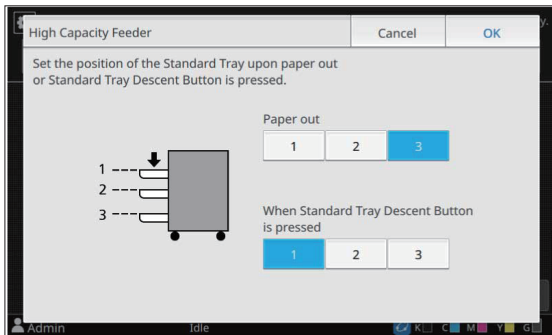 High Capacity Feeder
Cancel
OK
y.
Set the position of the Standard Tray upon paper out
or Standard Tray Descent Button is pressed.
Paper out
1 2 3
1
2
3
When Standard Tray Descent Button
is pressed
1 2 3
Admin
Idle
K C M Y G